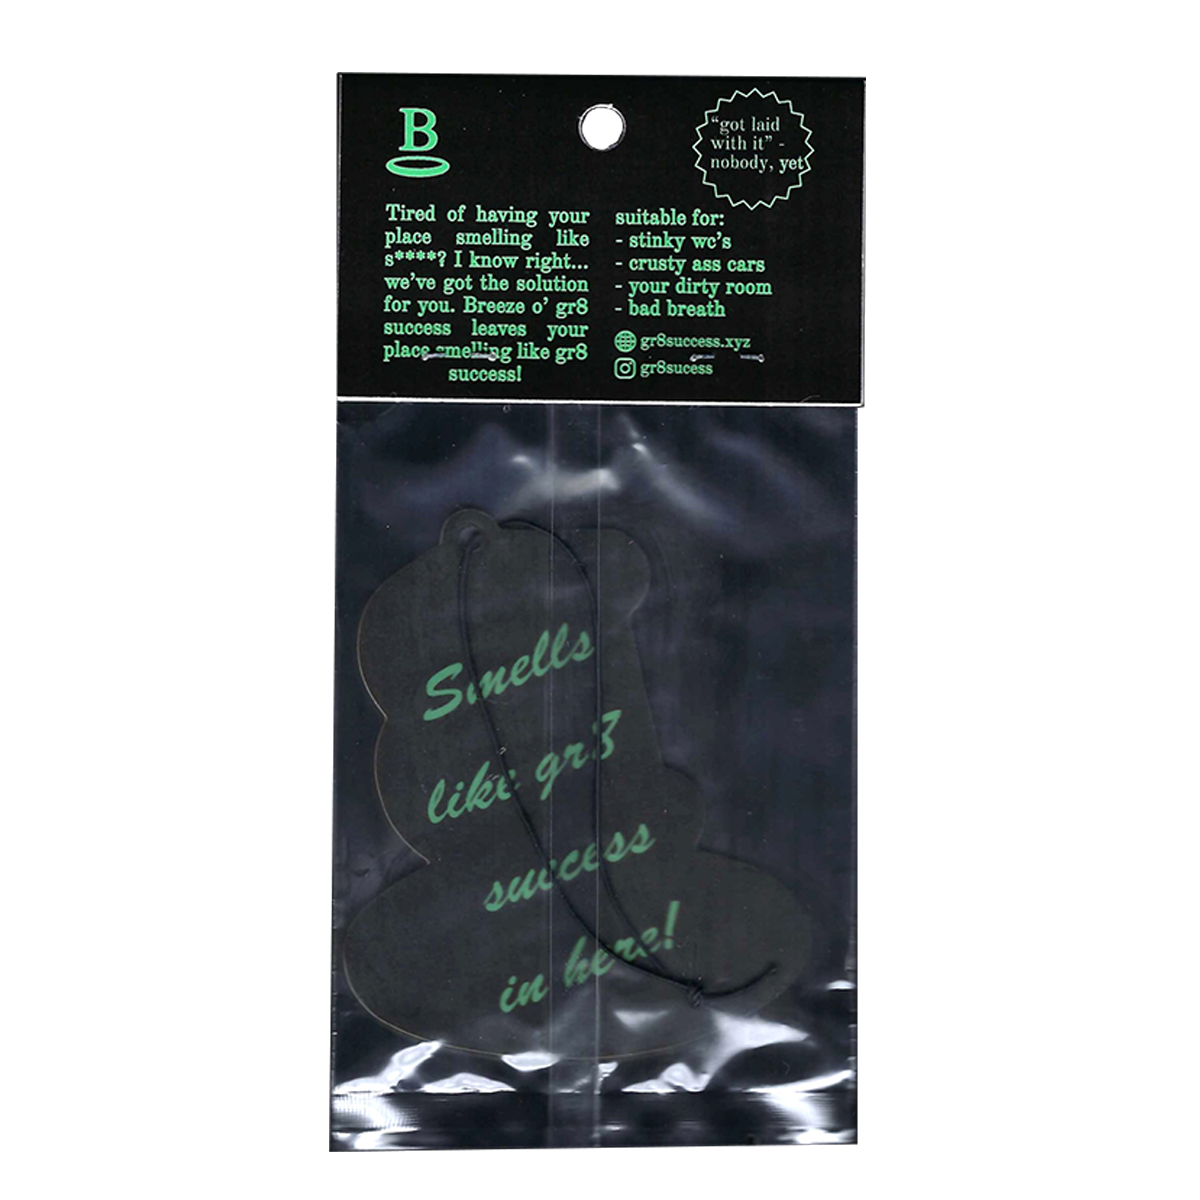 B
"got laid
with it" -
nobody, yet
Tired of having your
place smelling like
s****? I know right...
we've got the solution
for you. Breeze o' gr8
success leaves your
place smelling like gr8
success!
suitable for:
- stinky wc's
- crusty ass cars
- your dirty room
- bad breath
gr8success.xyz
gr8sucess
Smells
like gr8
success
in here!